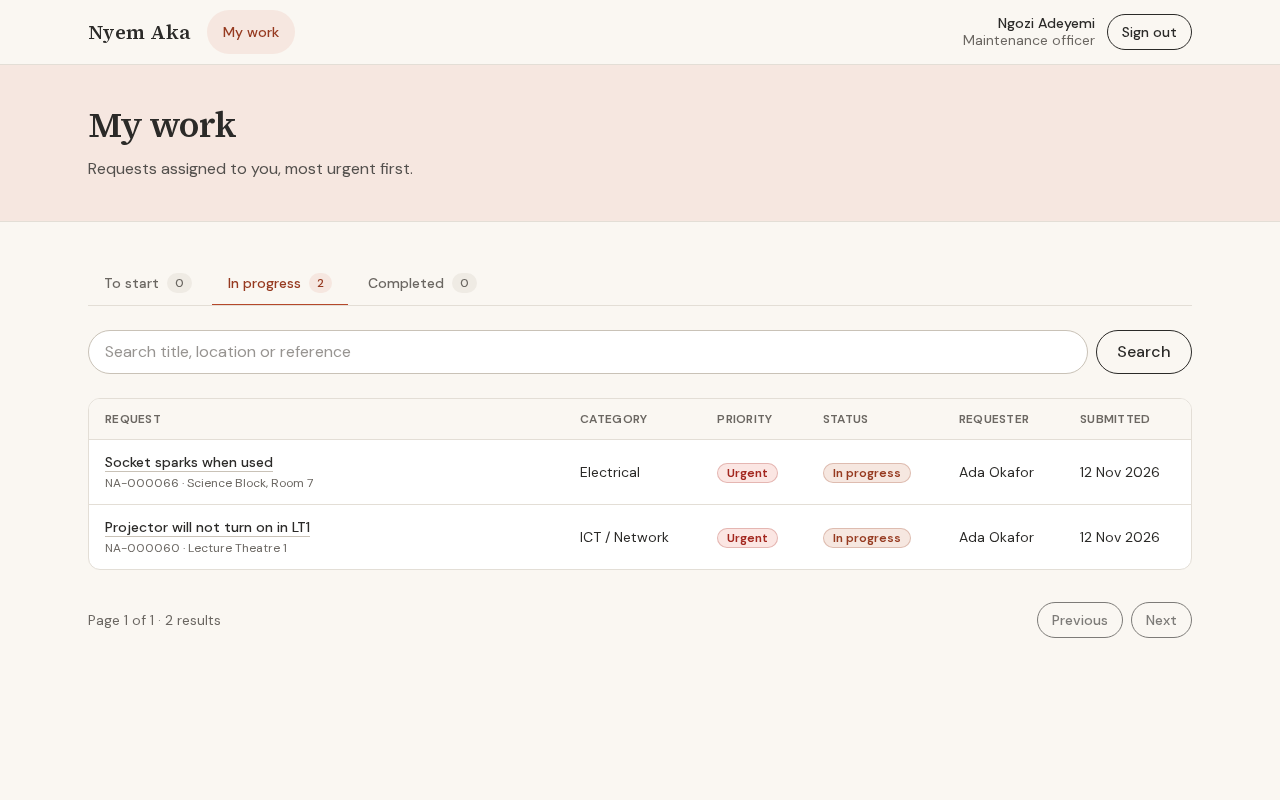 Nyem Aka
My work
Ngozi Adeyemi
Maintenance officer
Sign out
My work
Requests assigned to you, most urgent first.
To start 0
In progress 2
Completed 0
Search title, location or reference
Search
REQUEST CATEGORY PRIORITY STATUS REQUESTER SUBMITTED
Socket sparks when used
NA-000066 · Science Block, Room 7
Electrical Urgent In progress Ada Okafor 12 Nov 2026
Projector will not turn on in LT1
NA-000060 · Lecture Theatre 1
ICT / Network Urgent In progress Ada Okafor 12 Nov 2026
Page 1 of 1 · 2 results
Previous
Next